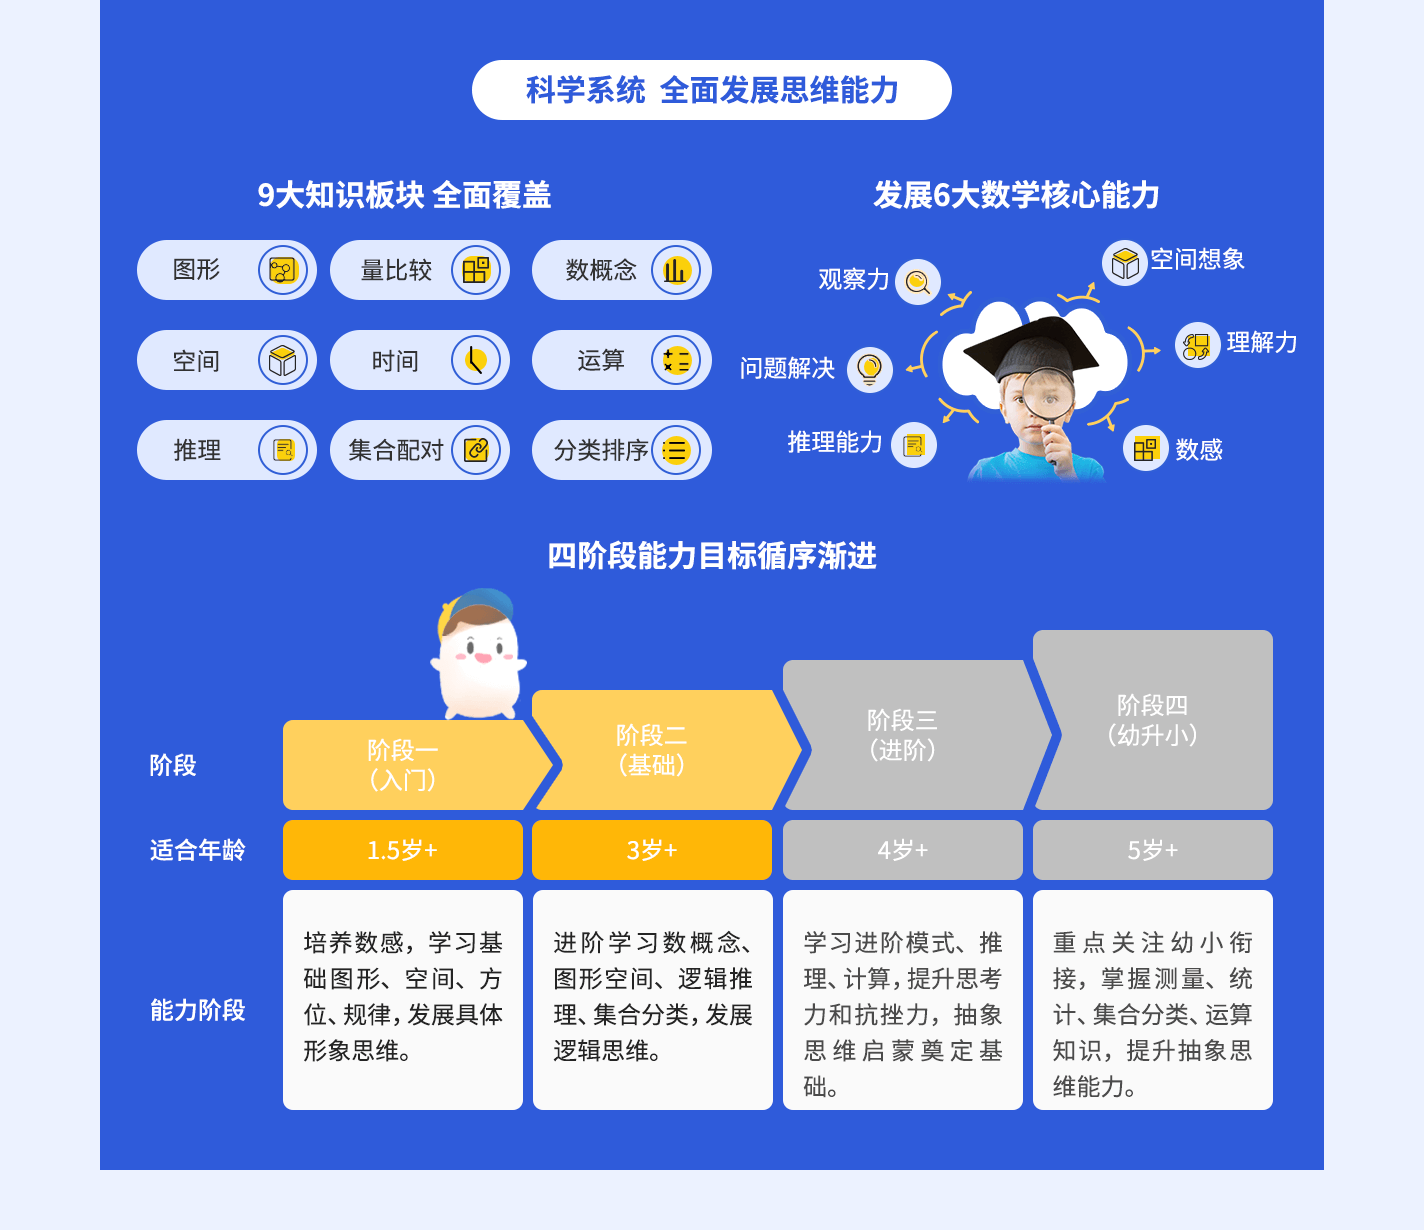 科学系统 全面发展思维能力
9大知识板块 全面覆盖
图形
量比较
数概念
空间
时间
运算
推理
集合配对
分类排序
发展6大数学核心能力
观察力
空间想象
问题解决
理解力
推理能力
数感
四阶段能力目标循序渐进
阶段
阶段一
（入门）
阶段二
（基础）
阶段三
（进阶）
阶段四
（幼升小）
适合年龄
1.5岁+
3岁+
4岁+
5岁+
能力阶段
培养数感，学习基
础图形、空间、方
位、规律，发展具体
形象思维。
进阶学习数概念、
图形空间、逻辑推
理、集合分类，发展
逻辑思维。
学习进阶模式、推
理、计算，提升思考
力和抗挫力，抽象
思维启蒙奠定基
础。
重点关注幼小衔
接，掌握测量、统
计、集合分类、运算
知识，提升抽象思
维能力。